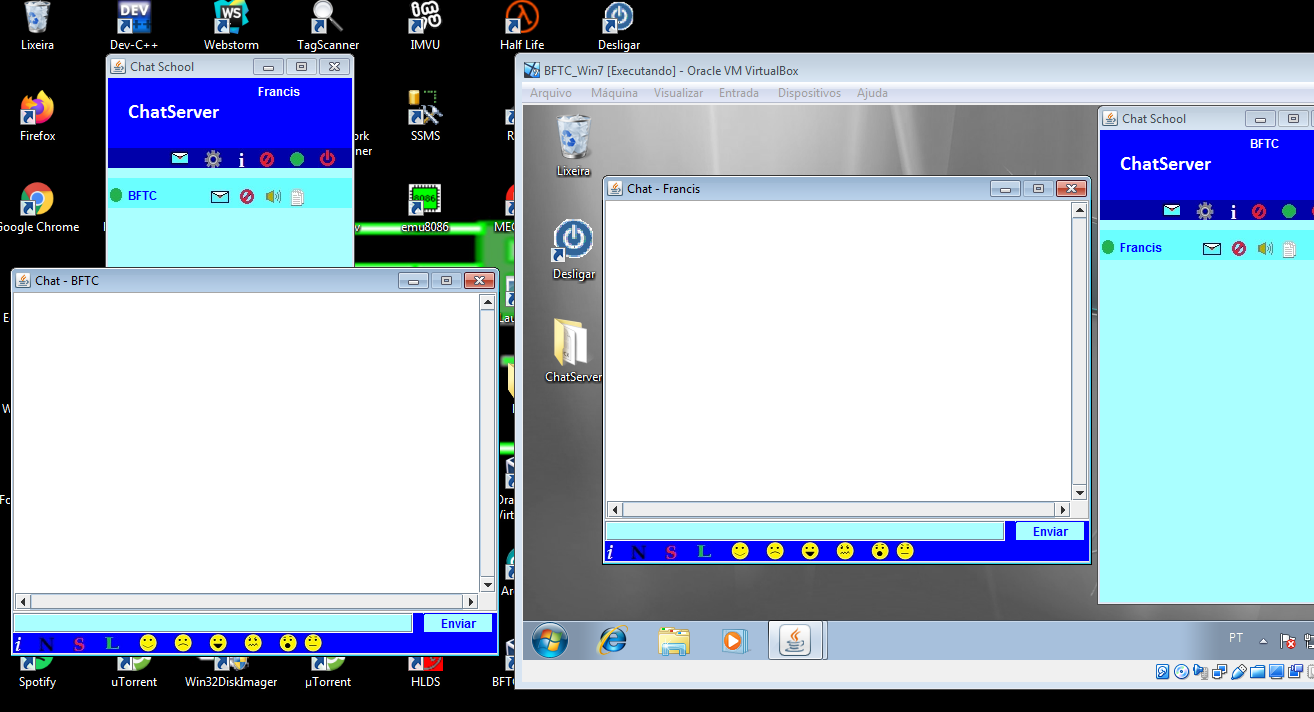 Lixeira
Dev-C++
Webstorm
TagScanner
IMVU
Half Life
Desligar
Chat School
Francis
ChatServer
BFTC
Firefox
SSMS
Google Chrome
emu8086
Chat - BFTC
Enviar
i N S L
Spotify
uTorrent
Win32DiskImager
µTorrent
HLDS
BFTC_Win7 [Executando] - Oracle VM VirtualBox
Arquivo Máquina Visualizar Entrada Dispositivos Ajuda
Lixeira
Desligar
ChatServer
Chat - Francis
Enviar
i N S L
Chat School
BFTC
ChatServer
Francis
PT